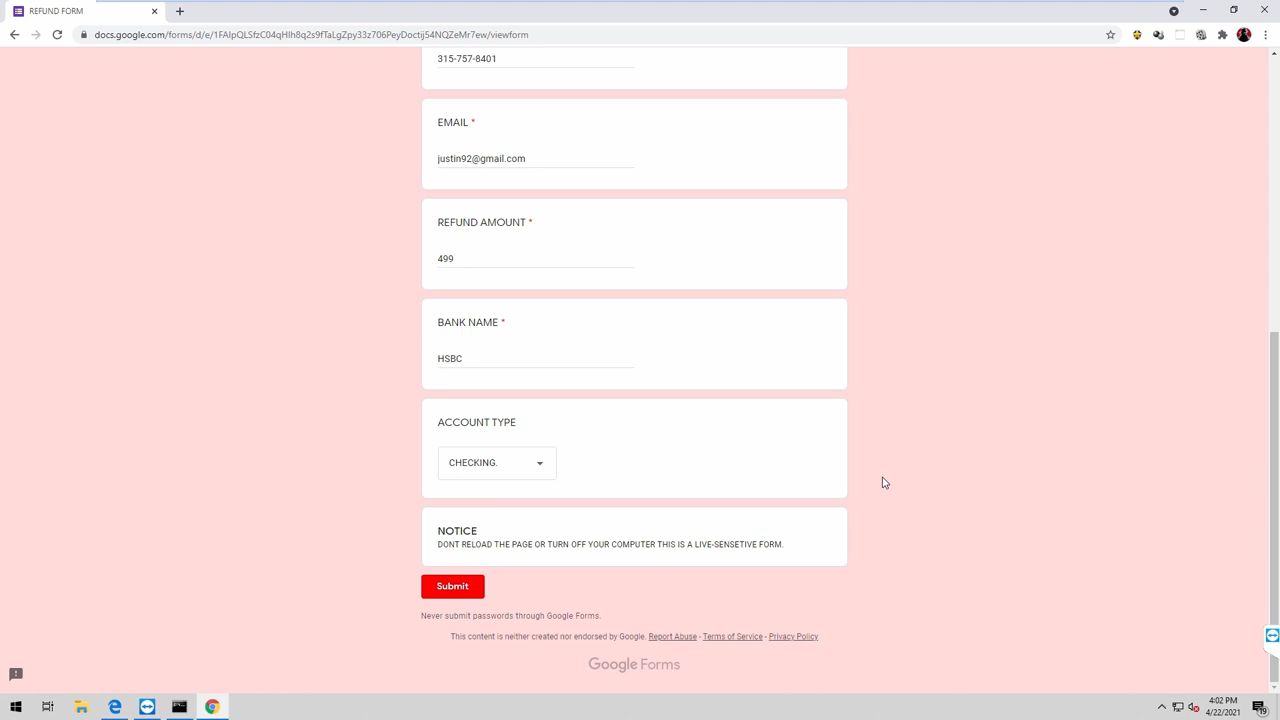 REFUND FORM
docs.google.com/forms/d/e/1FAIpQLSfzC04qHIh8q2s9fTaLgZpy33z706PeyDoctij54NQZeMr7ew/viewform
315-757-8401
EMAIL *
justin92@gmail.com
REFUND AMOUNT *
499
BANK NAME *
HSBC
ACCOUNT TYPE
CHECKING.
NOTICE
DONT RELOAD THE PAGE OR TURN OFF YOUR COMPUTER THIS IS A LIVE-SENSETIVE FORM.
Submit
Never submit passwords through Google Forms.
This content is neither created nor endorsed by Google. Report Abuse - Terms of Service - Privacy Policy
Google Forms
4:02 PM
4/22/2021
19